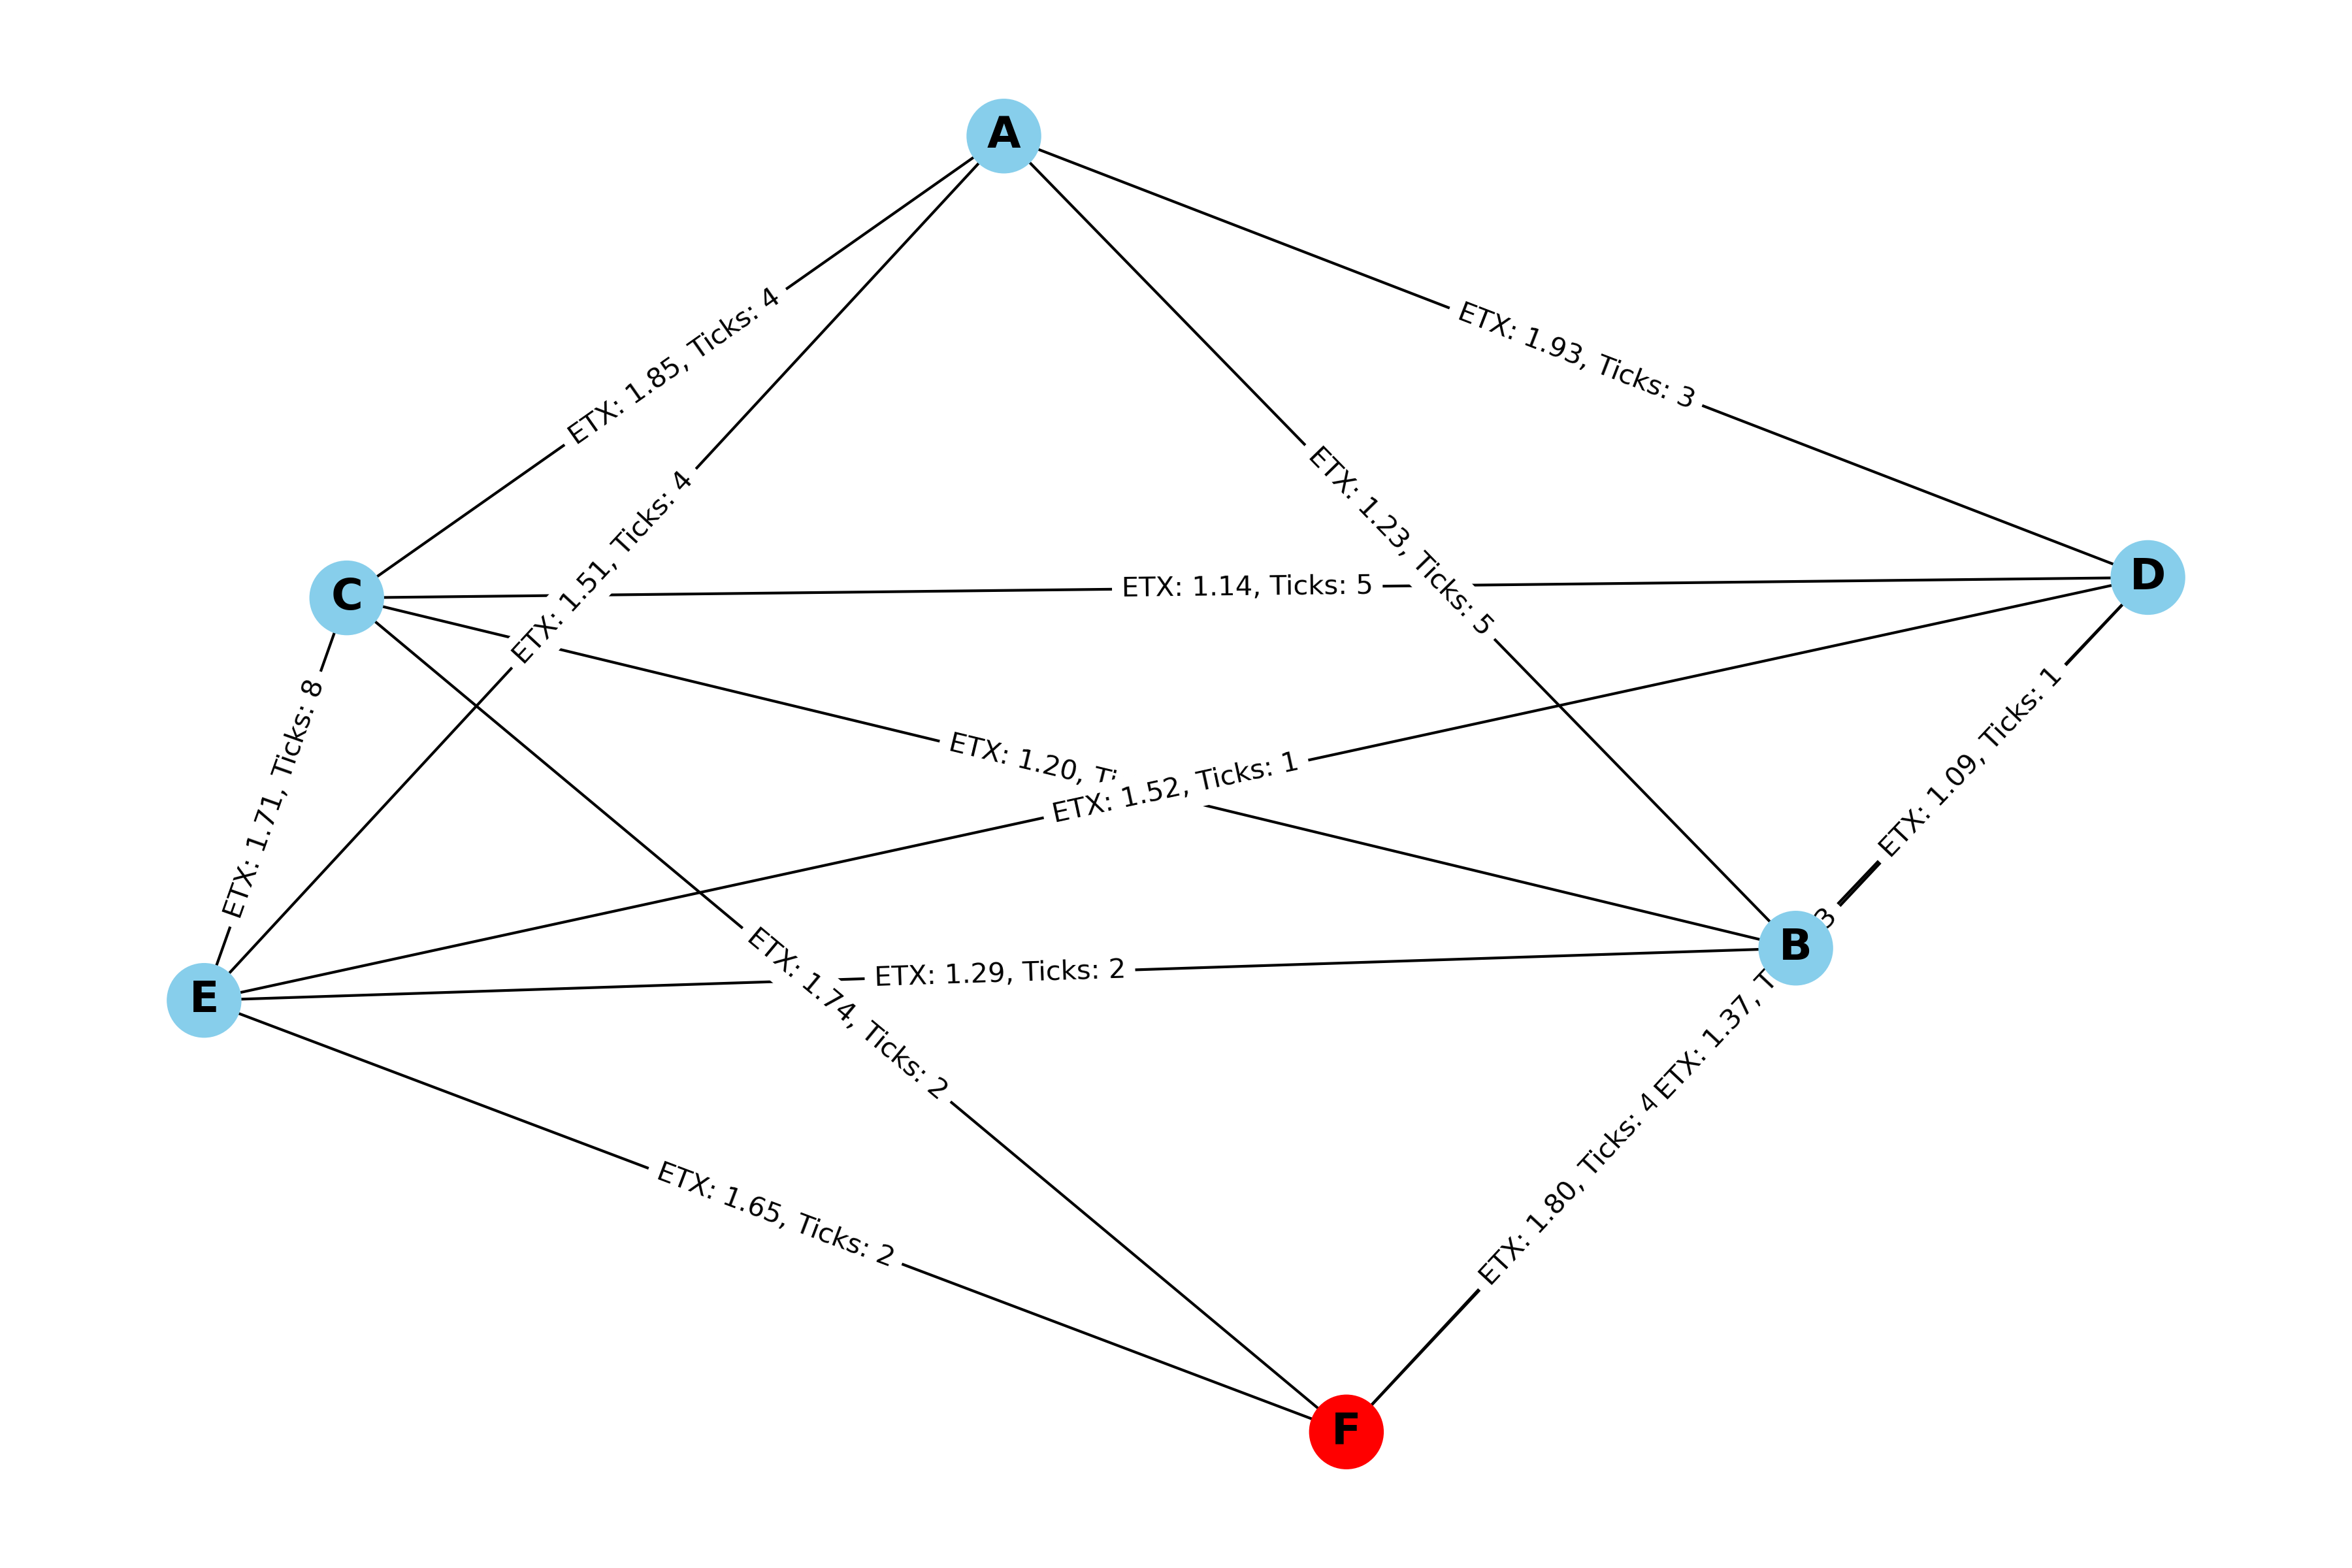 A
ETX: 1.85, Ticks: 4
ETX: 1.93, Ticks: 3
ETX: 1.51, Ticks: 4
ETX: 1.23, Ticks: 5
C
ETX: 1.14, Ticks: 5
D
ETX: 1.71, Ticks: 8
ETX: 1.20,
ETX: 1.52, Ticks: 1
ETX: 1.09, Ticks: 1
B
E
ETX: 1.74, Ticks: 2
ETX: 1.29, Ticks: 2
ETX: 1.37, 3
ETX: 1.80, Ticks: 4
ETX: 1.65, Ticks: 2
F